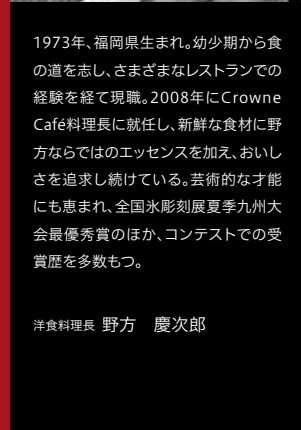 1973年、福岡県生まれ。幼少期から食
の道を志し、さまざまなレストランでの
経験を経て現職。2008年にCrowne
Café料理長に就任し、新鮮な食材に野
方ならではのエッセンスを加え、おいし
さを追求し続けている。芸術的な才能
にも恵まれ、全国氷彫刻展夏季九州大
会最優秀賞のほか、コンテストでの受
賞歴を多数もつ。
洋食料理長 野方　慶次郎